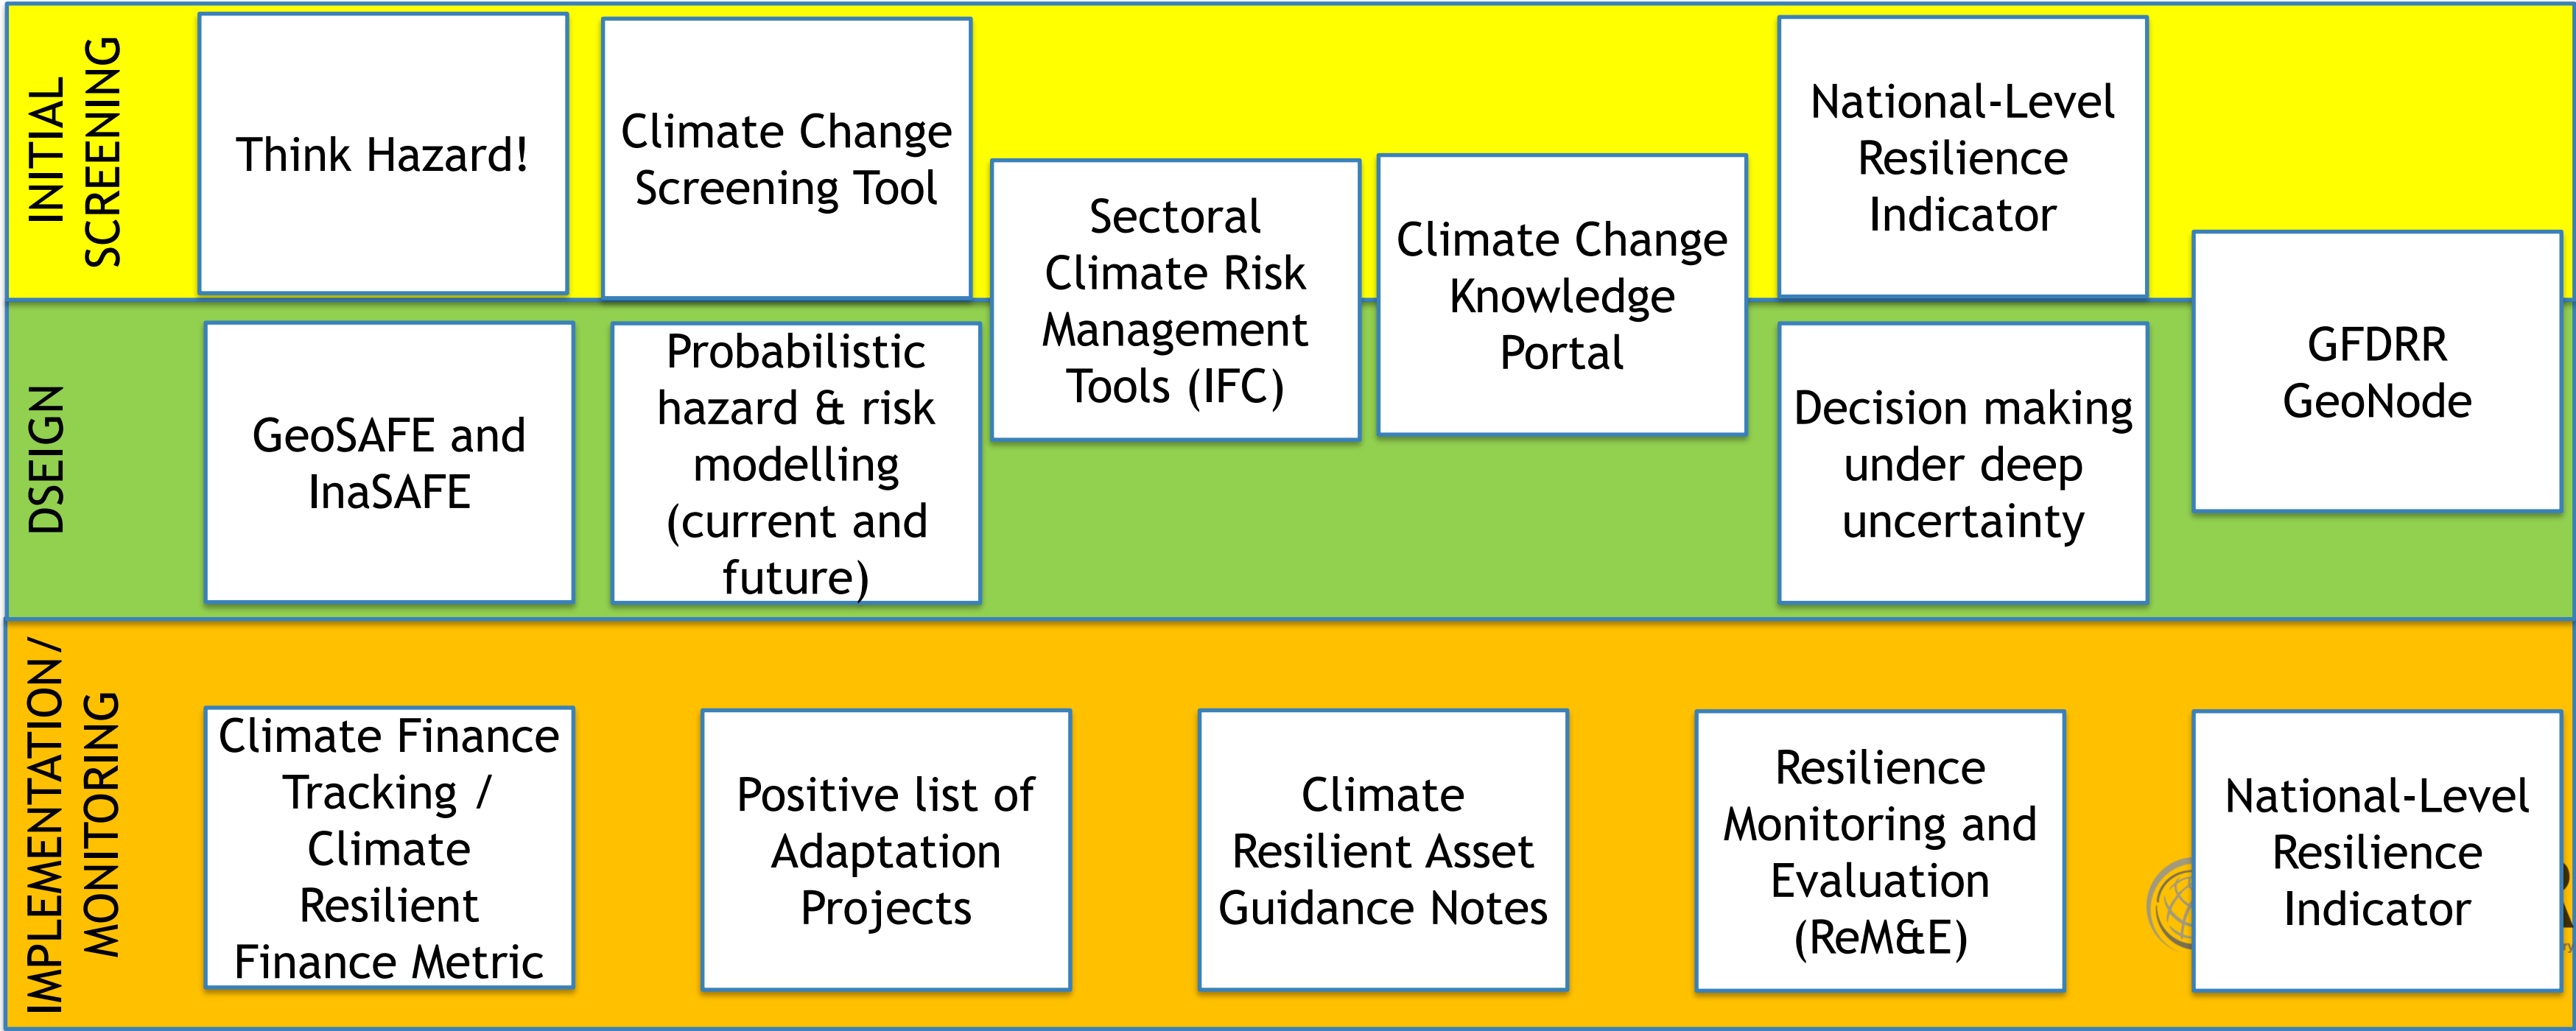 INITIAL
SCREENING
Think Hazard!
Climate Change
Screening Tool
Sectoral
Climate Risk
Management
Tools (IFC)
Climate Change
Knowledge
Portal
National-Level
Resilience
Indicator
GFDRR
GeoNode
DSEIGN
GeoSAFE and
InaSAFE
Probabilistic
hazard & risk
modelling
(current and
future)
Decision making
under deep
uncertainty
IMPLEMENTATION/
MONITORING
Climate Finance
Tracking /
Climate
Resilient
Finance Metric
Positive list of
Adaptation
Projects
Climate
Resilient Asset
Guidance Notes
Resilience
Monitoring and
Evaluation
(ReM&E)
National-Level
Resilience
Indicator